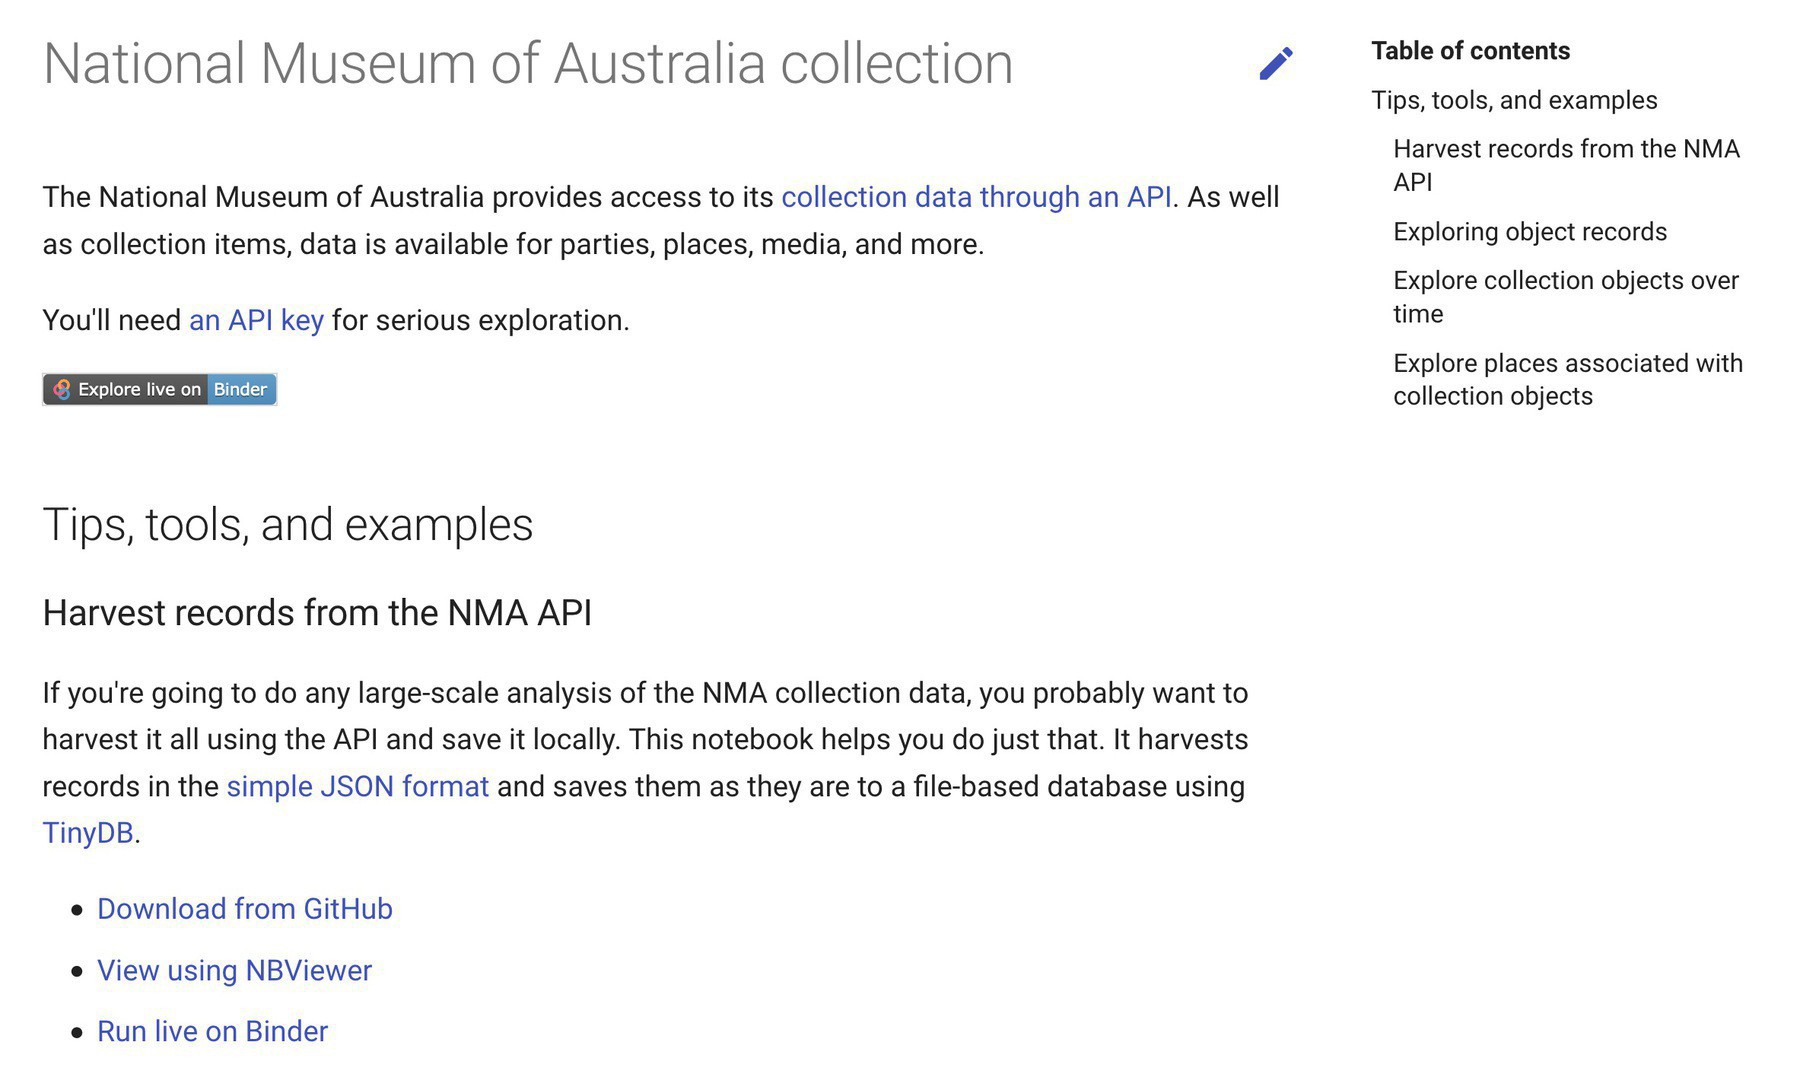 National Museum of Australia collection
The National Museum of Australia provides access to its collection data through an API. As well
as collection items, data is available for parties, places, media, and more.
You'll need an API key for serious exploration.
Explore live on Binder
Tips, tools, and examples
Harvest records from the NMA API
If you're going to do any large-scale analysis of the NMA collection data, you probably want to
harvest it all using the API and save it locally. This notebook helps you do just that. It harvests
records in the simple JSON format and saves them as they are to a file-based database using
TinyDB.
Download from GitHub
View using NBViewer
Run live on Binder
Table of contents
Tips, tools, and examples
Harvest records from the NMA
API
Exploring object records
Explore collection objects over
time
Explore places associated with
collection objects